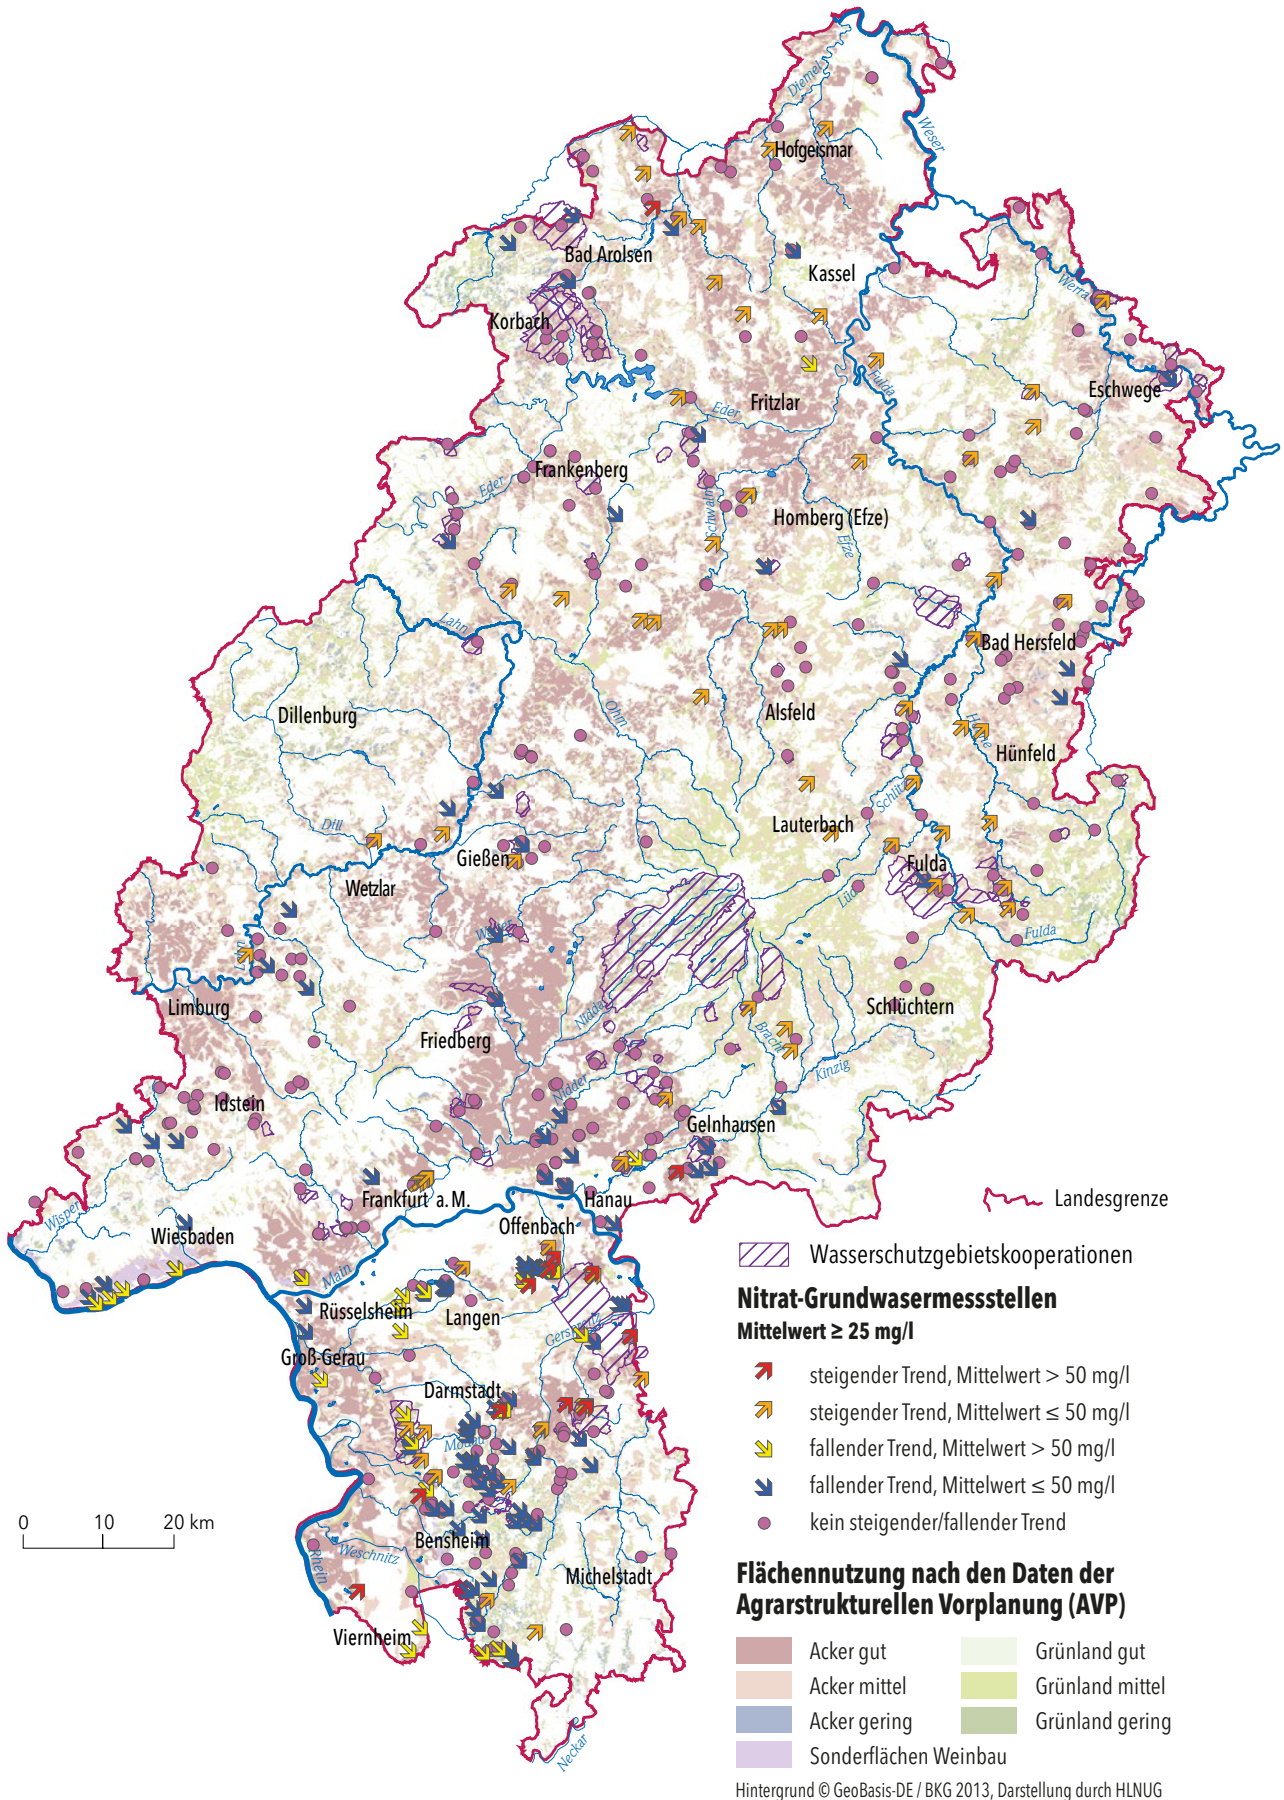 Diemel
Weser
Hofgeismar
Bad Arolsen
Kassel
Werra
Korbach
Eschwege
Fulda
Fritzlar
Eder
Frankenberg
Eder
Schwalm
Homberg (Efze)
Efze
Lahn
Bad Hersfeld
Dillenburg
Ohm
Alsfeld
Haune
Hünfeld
Schlitz
Lauterbach
Dill
Gießen
Fulda
Wetzlar
Lüder
Wetter
Fulda
Lahn
Limburg
Schlüchtern
Nidda
Friedberg
Bracht
Kinzig
Nidder
Idstein
Gelnhausen
Frankfurt a.M.
Hanau
Wisper
Wiesbaden
Offenbach
Main
Rüsselsheim
Langen
Gersprenz
Groß-Gerau
Darmstadt
Modau
Bensheim
Weschnitz
Rhein
Michelstadt
Viernheim
Neckar
0 10 20 km
Landesgrenze
Wasserschutzgebietskooperationen
Nitrat-Grundwasermessstellen
Mittelwert ≥ 25 mg/l
steigender Trend, Mittelwert > 50 mg/l
steigender Trend, Mittelwert ≤ 50 mg/l
fallender Trend, Mittelwert > 50 mg/l
fallender Trend, Mittelwert ≤ 50 mg/l
kein steigender/fallender Trend
Flächennutzung nach den Daten der
Agrarstrukturellen Vorplanung (AVP)
Acker gut
Grünland gut
Acker mittel
Grünland mittel
Acker gering
Grünland gering
Sonderflächen Weinbau
Hintergrund © GeoBasis-DE / BKG 2013, Darstellung durch HLNUG